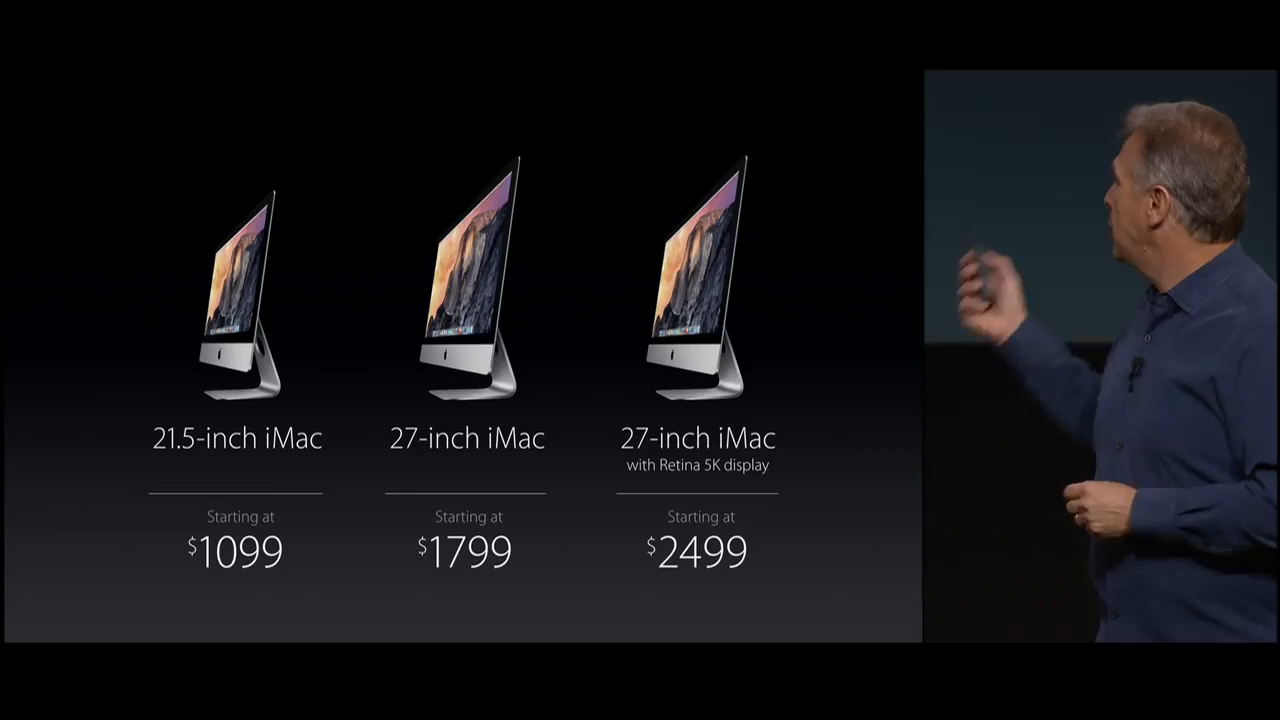 21.5-inch iMac
Starting at
$1099
27-inch iMac
Starting at
$1799
27-inch iMac
with Retina 5K display
Starting at
$2499